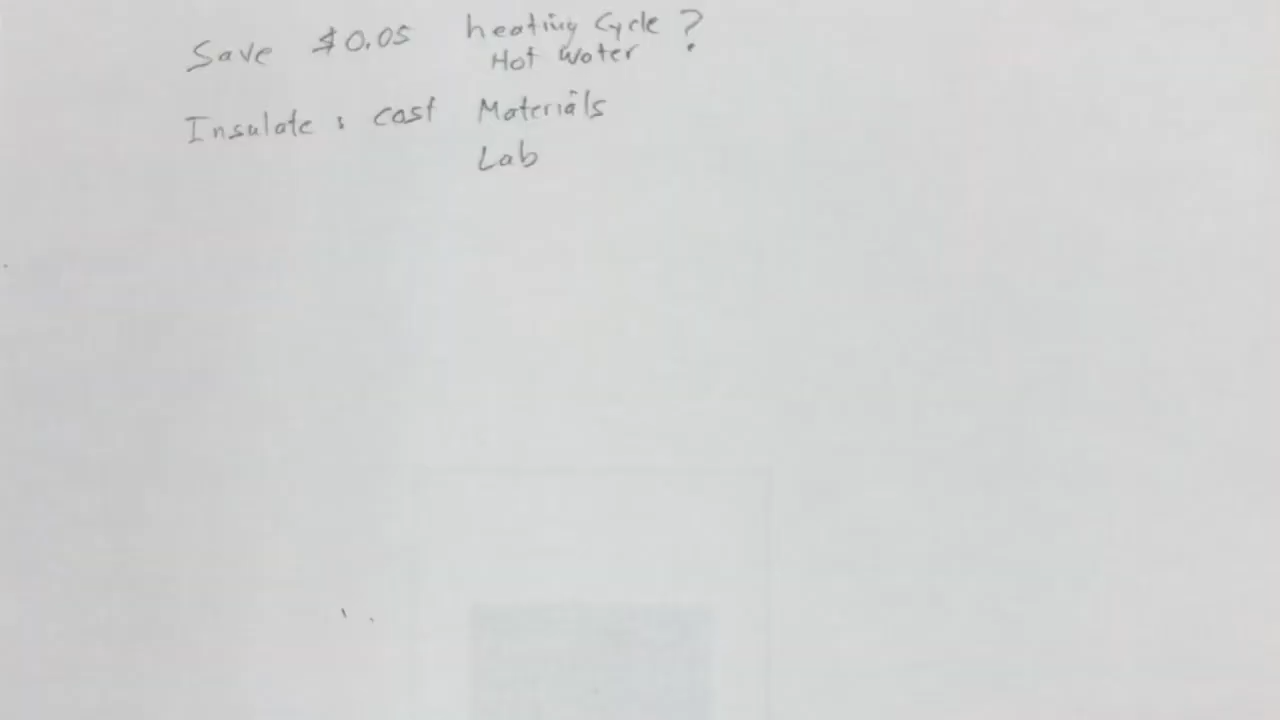 Save $0.05 heating Cycle ?
Hot Water
Insulate : cost Materials
Lab